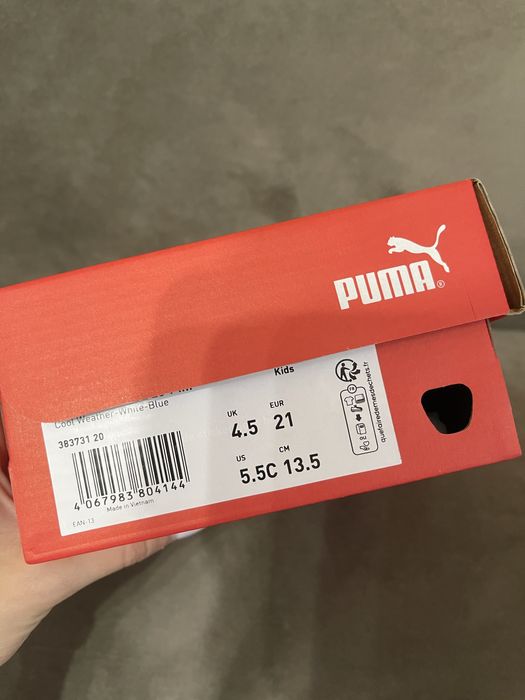 PUMA®
Kids
Cool Weather-White-Blue
383731 20
UK
4.5
EUR
21
US
5.5C
CM
13.5
4 067983 804144
Made in Vietnam
EAN-13
FR
quefairedemesdechets.fr